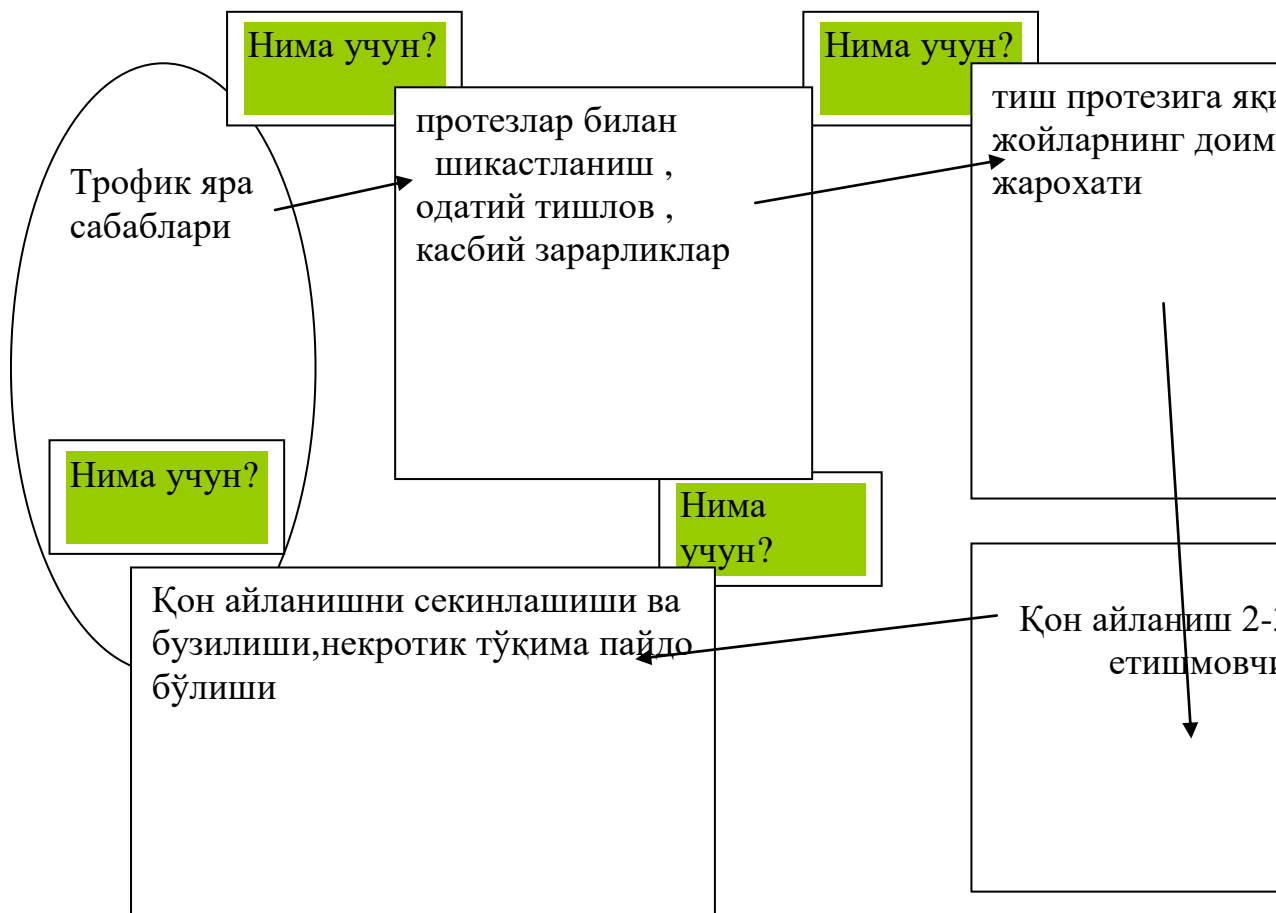 Нима учун?
Нима учун?
Трофик яра
сабаблари
протезлар билан
шикастланиш ,
одатий тишлов ,
касбий зарарликлар
тиш протезига
жойларнинг
жарохати
Нима учун?
Нима
учун?
Қон айланишни секинлашиши ва
бузилиши,некротик тўқима пайдо
бўлиши
Қон айланиш